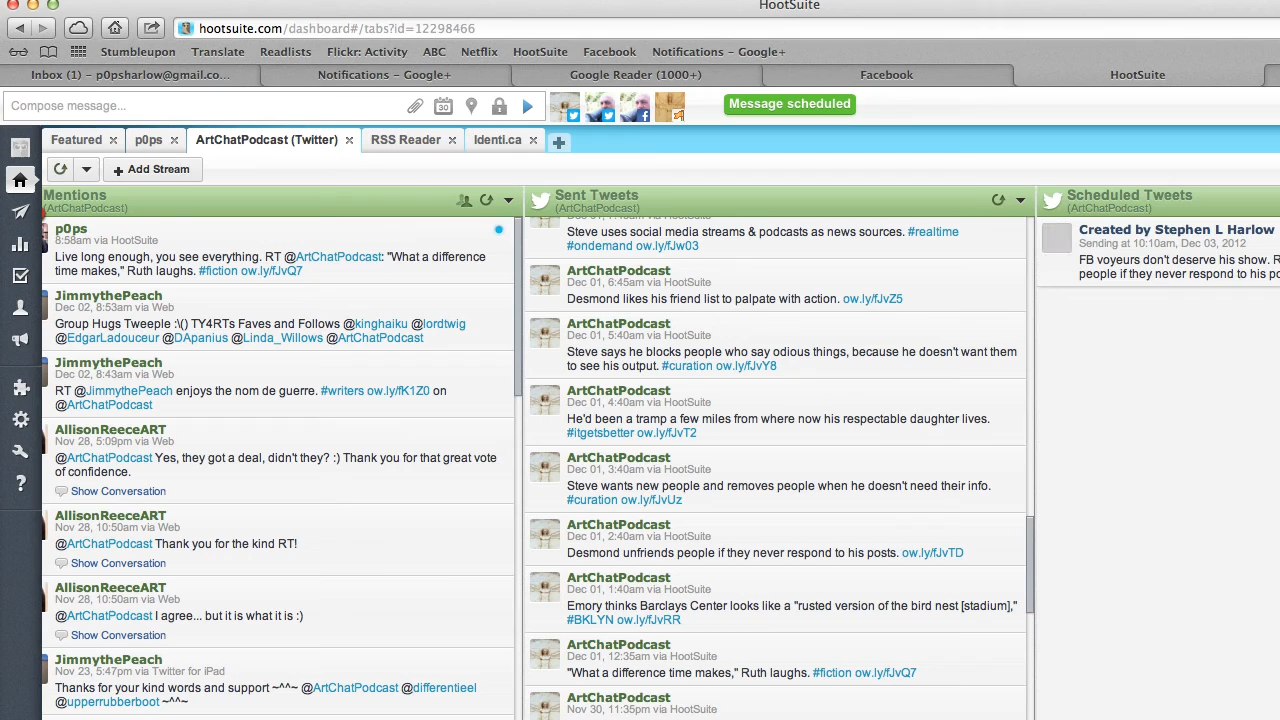 HootSuite
hootsuite.com/dashboard#/tabs?id=12298466
Stumbleupon Translate Readlists Flickr: Activity ABC Netflix HootSuite Facebook Notifications - Google+
Inbox (1) - p0psharlow@gmail.co... Notifications - Google+ Google Reader (1000+) Facebook HootSuite
Compose message... 30 Message scheduled
Featured p0ps ArtChatPodcast (Twitter) RSS Reader Identi.ca
Add Stream
Mentions
(ArtChatPodcast)
p0ps
8:58am via HootSuite
Live long enough, you see everything. RT @ArtChatPodcast: "What a difference
time makes," Ruth laughs. #fiction ow.ly/fJvQ7
JimmythePeach
Dec 02, 8:53am via Web
Group Hugs Tweeple :\() TY4RTs Faves and Follows @kinghaiku @lordtwig
@EdgarLadouceur @DApanius @Linda_Willows @ArtChatPodcast
JimmythePeach
Dec 02, 8:43am via Web
RT @JimmythePeach enjoys the nom de guerre. #writers ow.ly/fK1Z0 on
@ArtChatPodcast
AllisonReeceART
Nov 28, 5:09pm via Web
@ArtChatPodcast Yes, they got a deal, didn't they? :) Thank you for that great vote
of confidence.
Show Conversation
AllisonReeceART
Nov 28, 10:50am via Web
@ArtChatPodcast Thank you for the kind RT!
Show Conversation
AllisonReeceART
Nov 28, 10:50am via Web
@ArtChatPodcast I agree... but it is what it is :)
Show Conversation
JimmythePeach
Nov 23, 5:47pm via Twitter for iPad
Thanks for your kind words and support ~^^~ @ArtChatPodcast @differentieel
@upperrubberboot ~^^~
Sent Tweets
(ArtChatPodcast)
Steve uses social media streams & podcasts as news sources. #realtime
#ondemand ow.ly/fJw03
ArtChatPodcast
Dec 01, 6:45am via HootSuite
Desmond likes his friend list to palpate with action. ow.ly/fJvZ5
ArtChatPodcast
Dec 01, 5:40am via HootSuite
Steve says he blocks people who say odious things, because he doesn't want them
to see his output. #curation ow.ly/fJvY8
ArtChatPodcast
Dec 01, 4:40am via HootSuite
He'd been a tramp a few miles from where now his respectable daughter lives.
#itgetsbetter ow.ly/fJvT2
ArtChatPodcast
Dec 01, 3:40am via HootSuite
Steve wants new people and removes people when he doesn't need their info.
#curation ow.ly/fJvUz
ArtChatPodcast
Dec 01, 2:40am via HootSuite
Desmond unfriends people if they never respond to his posts. ow.ly/fJvTD
ArtChatPodcast
Dec 01, 1:40am via HootSuite
Emory thinks Barclays Center looks like a "rusted version of the bird nest [stadium],"
#BKLYN ow.ly/fJvRR
ArtChatPodcast
Dec 01, 12:35am via HootSuite
"What a difference time makes," Ruth laughs. #fiction ow.ly/fJvQ7
ArtChatPodcast
Nov 30, 11:35pm via HootSuite
Scheduled Tweets
(ArtChatPodcast)
Created by Stephen L Harlow
Sending at 10:10am, Dec 03, 2012
FB voyeurs don't deserve his show.
people if they never respond to his